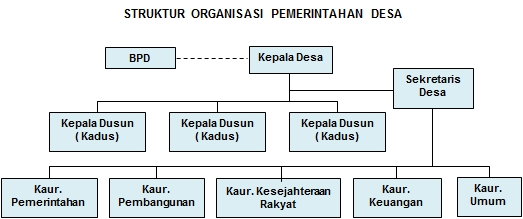 STRUKTUR ORGANISASI PEMERINTAHAN DESA
BPD
Kepala Desa
Sekretaris
Desa
Kepala Dusun
( Kadus)
Kepala Dusun
( Kadus)
Kepala Dusun
( Kadus)
Kaur.
Pemerintahan
Kaur.
Pembangunan
Kaur. Kesejahteraan
Rakyat
Kaur.
Keuangan
Kaur.
Umum